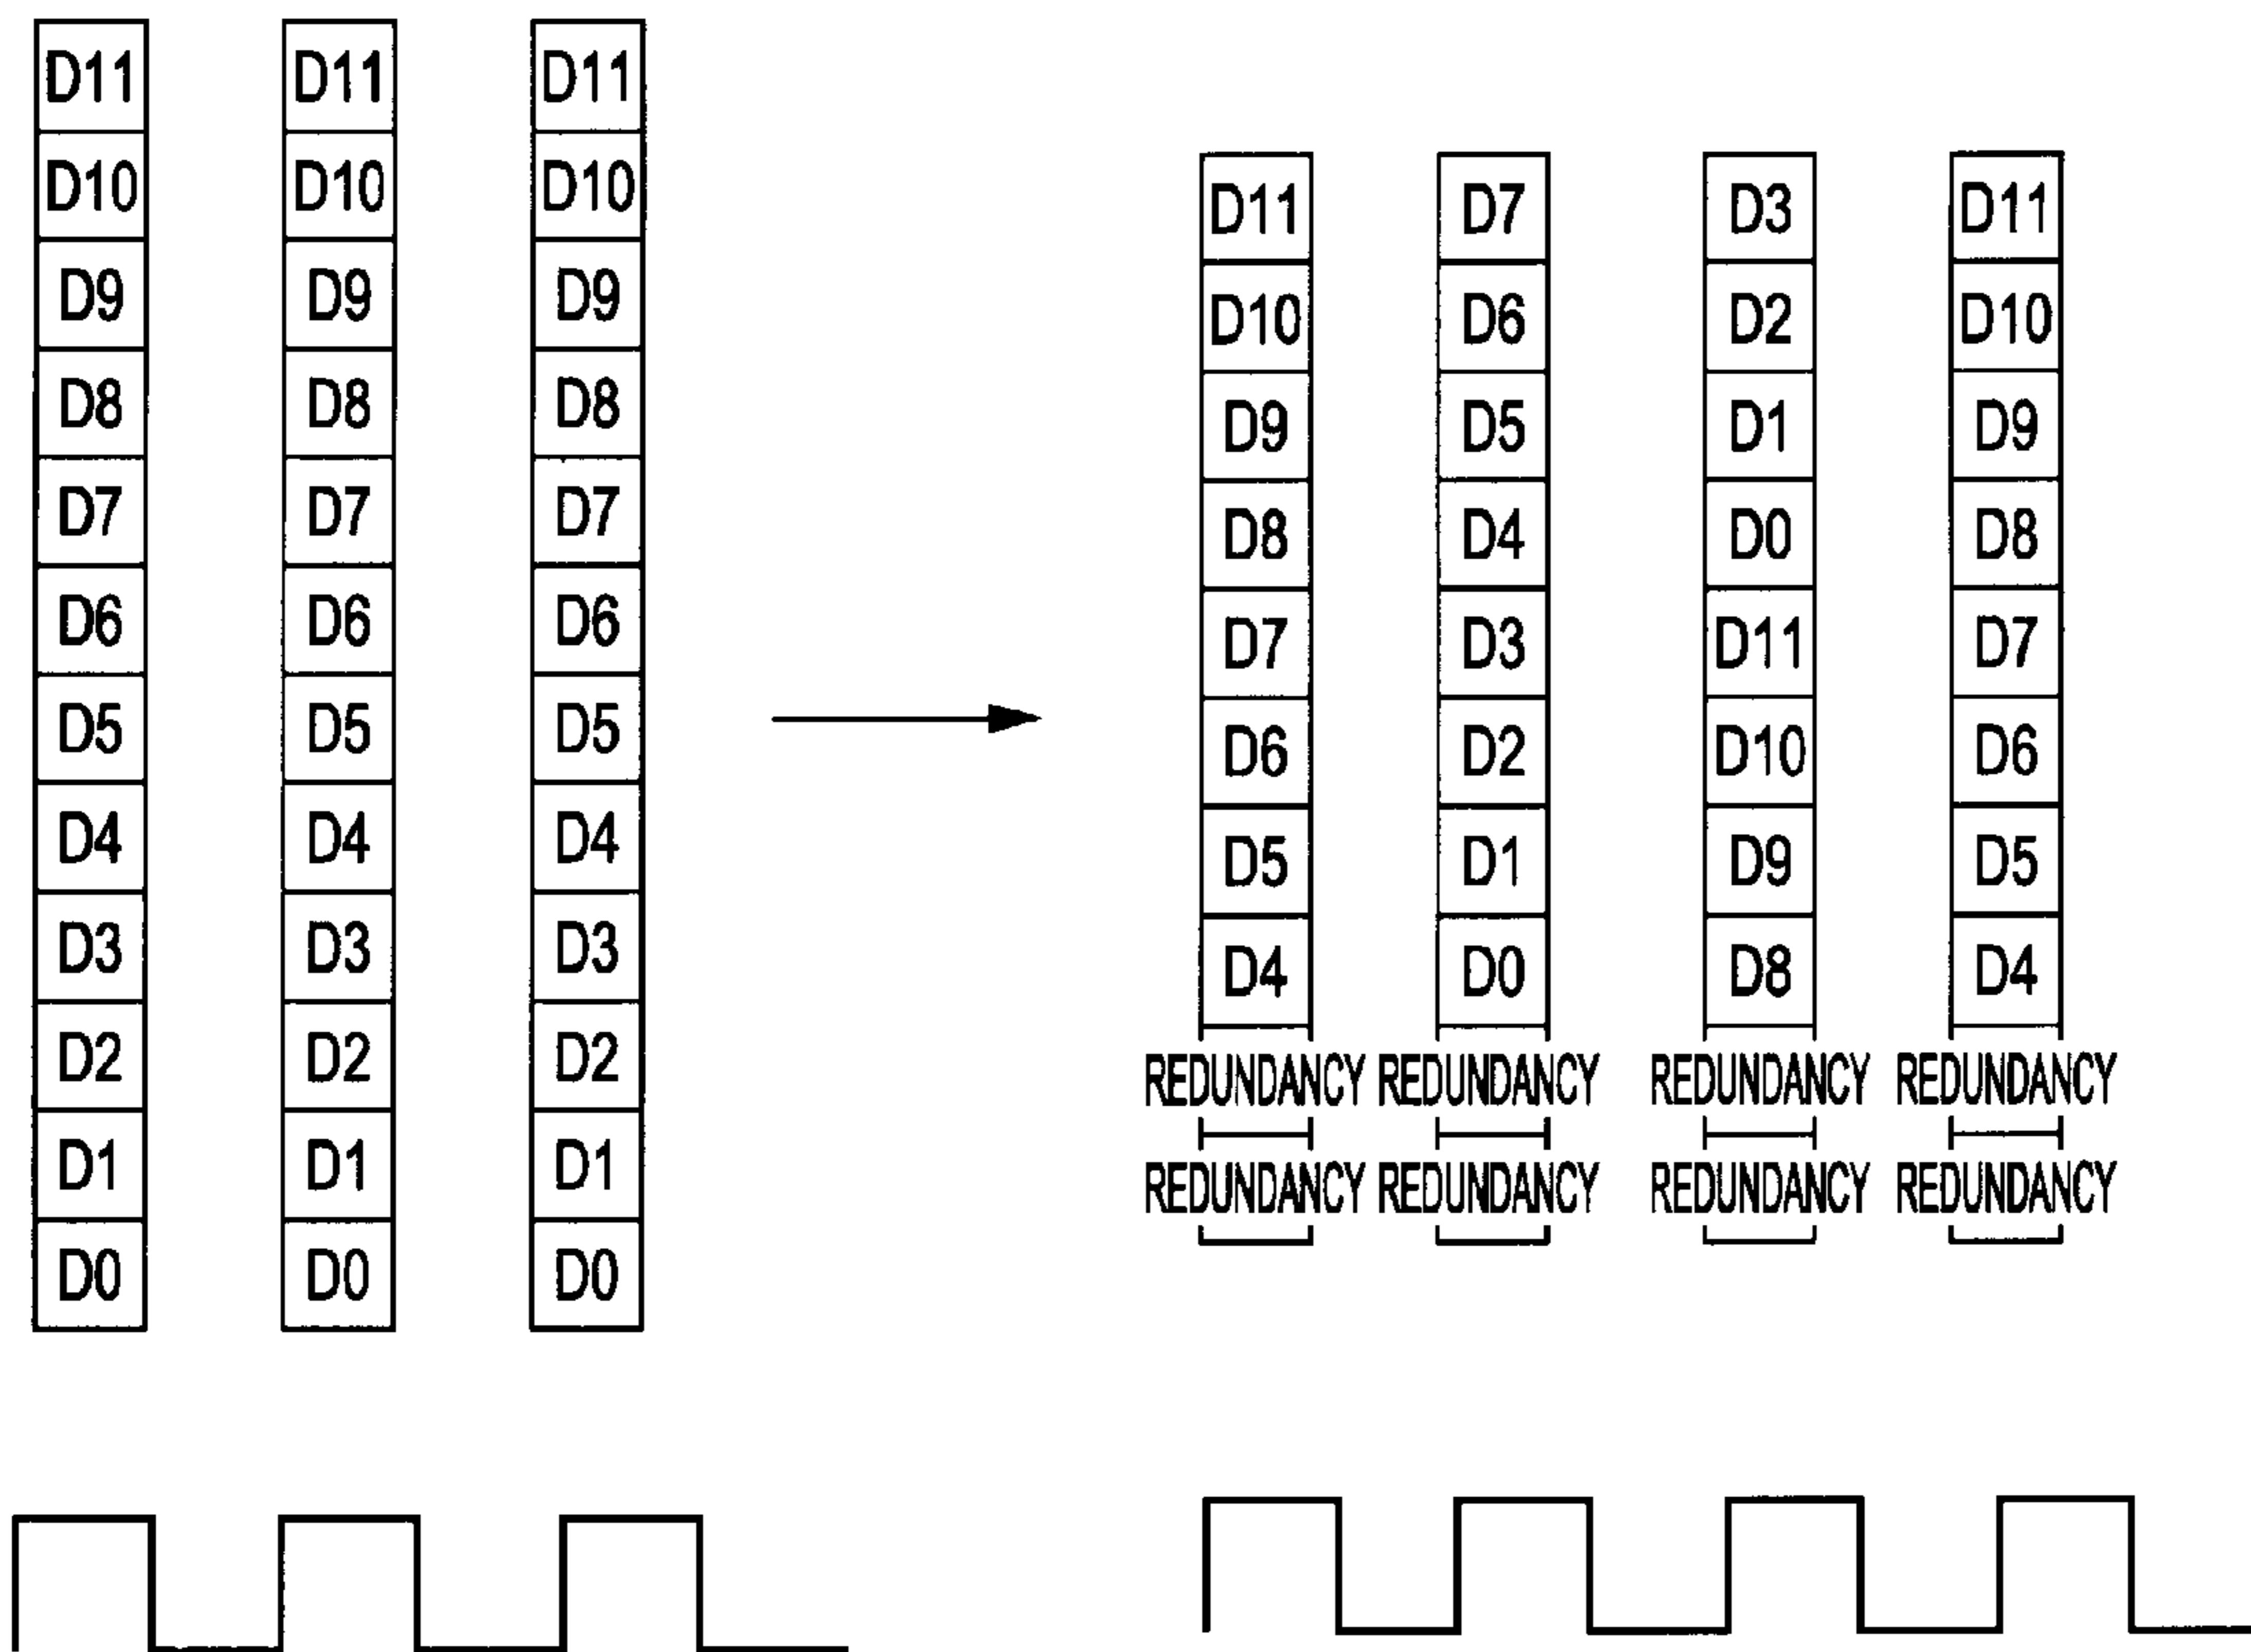 D11 D11 D11
D10 D10 D10
D9 D9 D9
D8 D8 D8
D7 D7 D7
D6 D6 D6
D5 D5 D5
D4 D4 D4
D3 D3 D3
D2 D2 D2
D1 D1 D1
D0 D0 D0
D11 D7 D3 D11
D10 D6 D2 D10
D9 D5 D1 D9
D8 D4 D0 D8
D7 D3 D11 D7
D6 D2 D10 D6
D5 D1 D9 D5
D4 D0 D8 D4
REDUNDANCY REDUNDANCY REDUNDANCY REDUNDANCY
REDUNDANCY REDUNDANCY REDUNDANCY REDUNDANCY